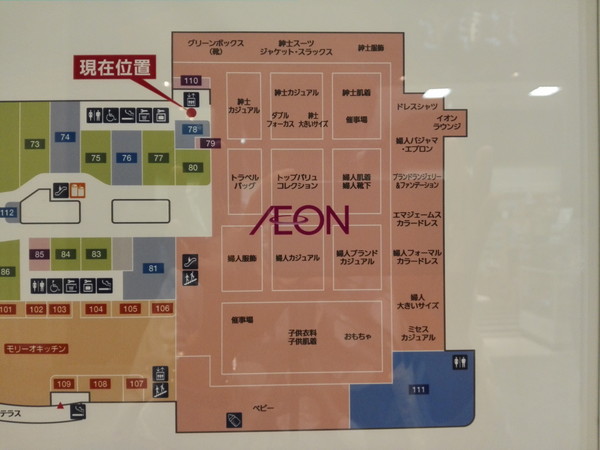 グリーンボックス
(靴)
紳士スーツ
ジャケット・スラックス
紳士服飾
現在位置
110
紳士
カジュアル
紳士カジュアル
ダブル
フォーカス
紳士
大きいサイズ
紳士肌着
催事場
ドレスシャツ
イオン
ラウンジ
73
74
75
76
77
78
79
80
婦人パジャマ
・エプロン
トラベル
バッグ
トップバリュ
コレクション
婦人肌着
婦人靴下
ブランドランジェリー
&ファンデーション
112
ÆON
エマジェームス
カラードレス
86
85
84
83
81
婦人服飾
婦人カジュアル
婦人ブランド
カジュアル
婦人フォーマル
カラードレス
101
102
103
104
105
106
婦人
大きいサイズ
催事場
子供衣料
子供肌着
おもちゃ
ミセス
カジュアル
モリーオキッチン
109
108
107
111
テラス
ベビー